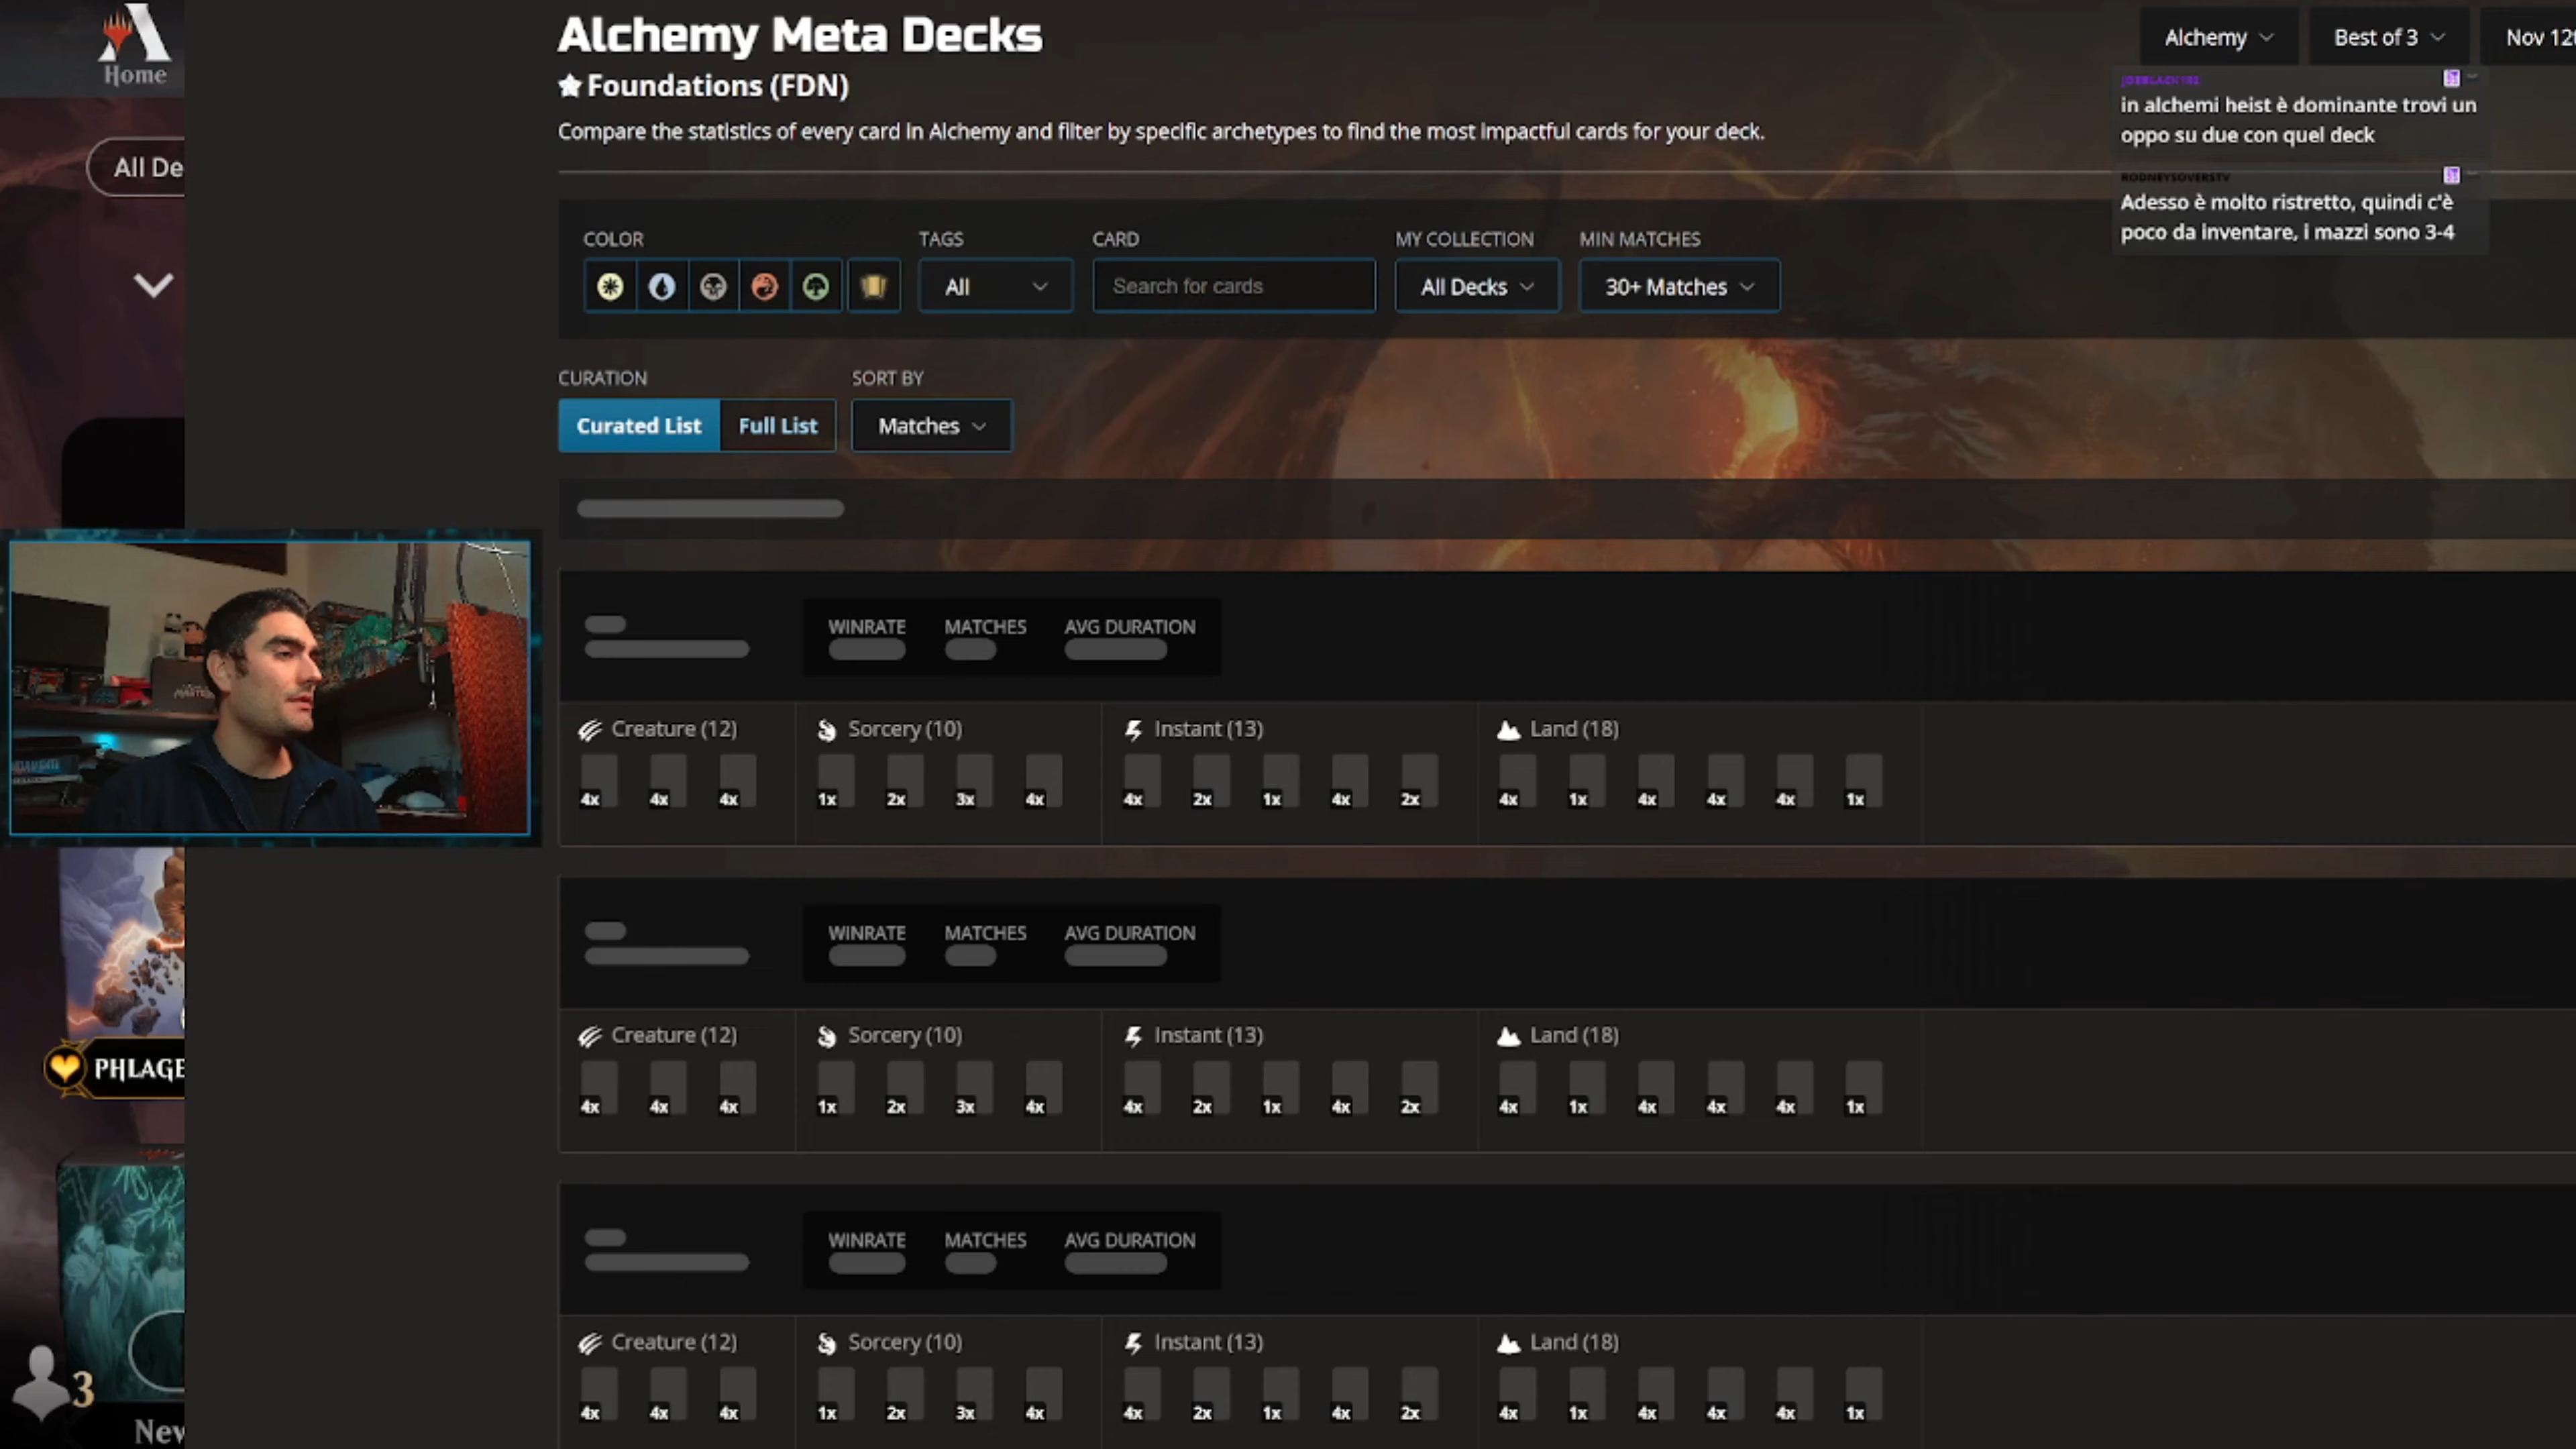 Home
Alchemy Meta Decks
Foundations (FDN)
Compare the statistics of every card in Alchemy and filter by specific archetypes to find the most impactful cards for your deck.
Alchemy
Best of 3
Nov 12t
JOEBLACK192
in alchemi heist è dominante trovi un
oppo su due con quel deck
RODNEYSOVERSTV
Adesso è molto ristretto, quindi c'è
poco da inventare, i mazzi sono 3-4
All De
COLOR TAGS CARD MY COLLECTION MIN MATCHES
All Search for cards All Decks 30+ Matches
CURATION SORT BY
Curated List Full List Matches
WINRATE MATCHES AVG DURATION
Creature (12) Sorcery (10) Instant (13) Land (18)
4x 4x 4x 1x 2x 3x 4x 4x 2x 1x 4x 2x 4x 1x 4x 4x 4x 1x
WINRATE MATCHES AVG DURATION
Creature (12) Sorcery (10) Instant (13) Land (18)
4x 4x 4x 1x 2x 3x 4x 4x 2x 1x 4x 2x 4x 1x 4x 4x 4x 1x
WINRATE MATCHES AVG DURATION
Creature (12) Sorcery (10) Instant (13) Land (18)
4x 4x 4x 1x 2x 3x 4x 4x 2x 1x 4x 2x 4x 1x 4x 4x 4x 1x
PHLAGE
3
New